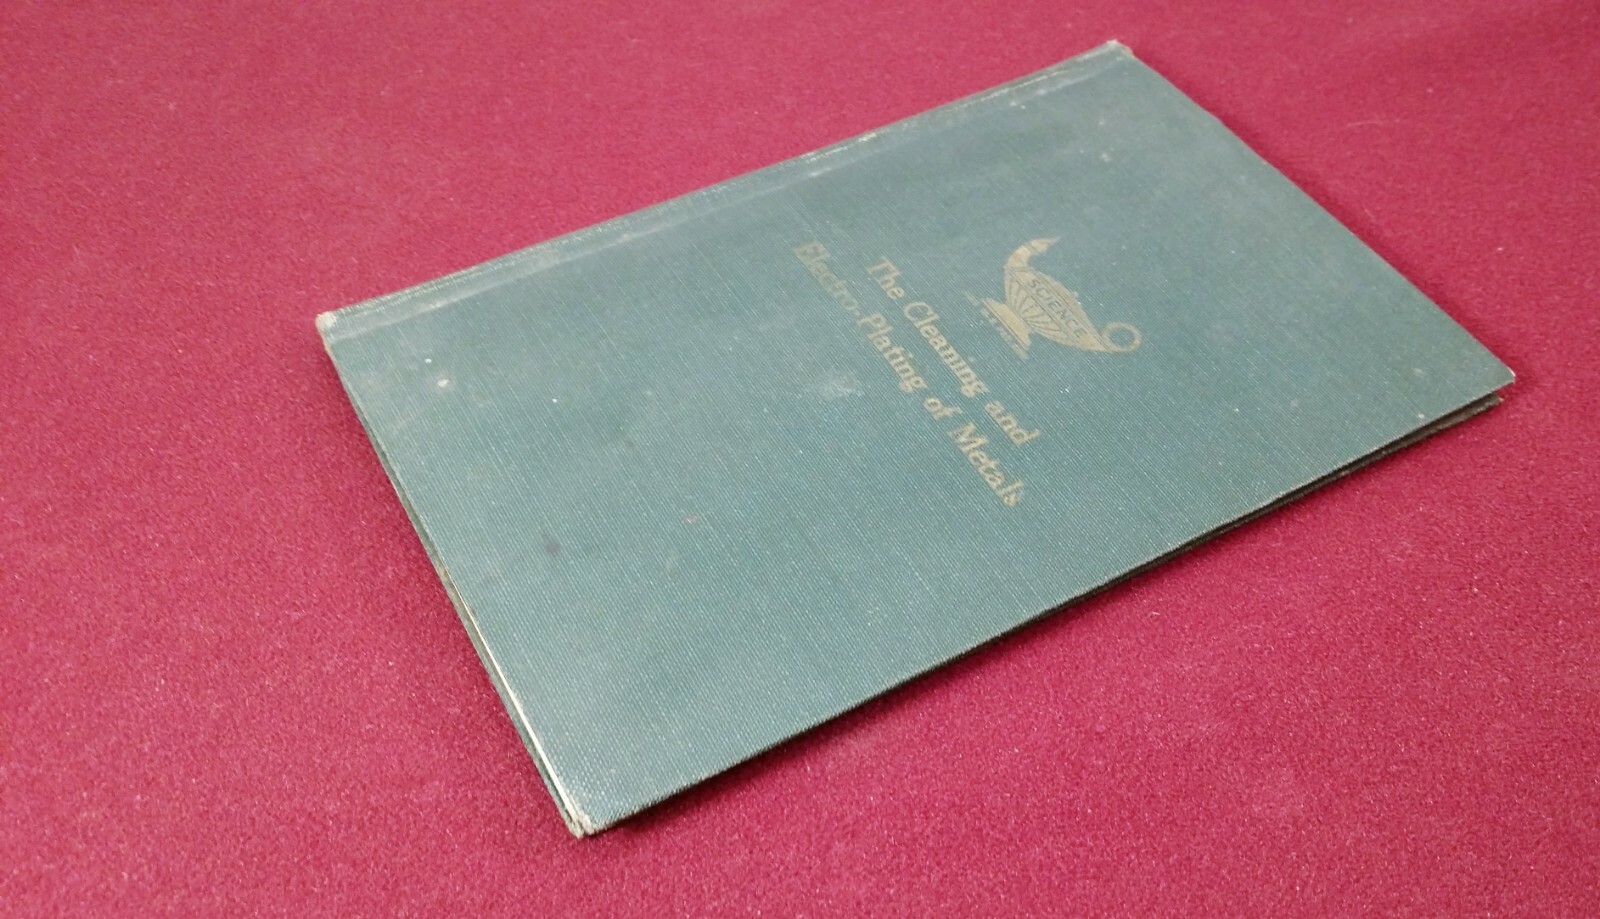 SCIENCE
The Cleaning and
Electro-Plating of Metals